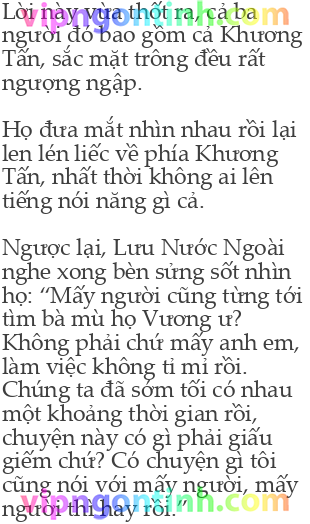 Lời này vừa thốt ra, cả ba
người đó bao gồm cả Khương
Tấn, sắc mặt trông đều rất
ngượng ngập.
Họ đưa mắt nhìn nhau rồi lại
len lén liếc về phía Khương
Tấn, nhất thời không ai lên
tiếng nói năng gì cả.
Ngược lại, Lưu Nước Ngoài
nghe xong bèn sửng sốt nhìn
họ: “Mấy người cũng từng tới
tìm bà mù họ Vương ư?
Không phải chứ mấy anh em,
làm việc không tỉ mỉ rồi.
Chúng ta đã sớm tối có nhau
một khoảng thời gian rồi,
chuyện này có gì phải giấu
giếm chứ? Có chuyện gì tôi
cũng nói với mấy người, mấy
người thì hay rồi.”
vipngontinh.com
vipngontinh.com